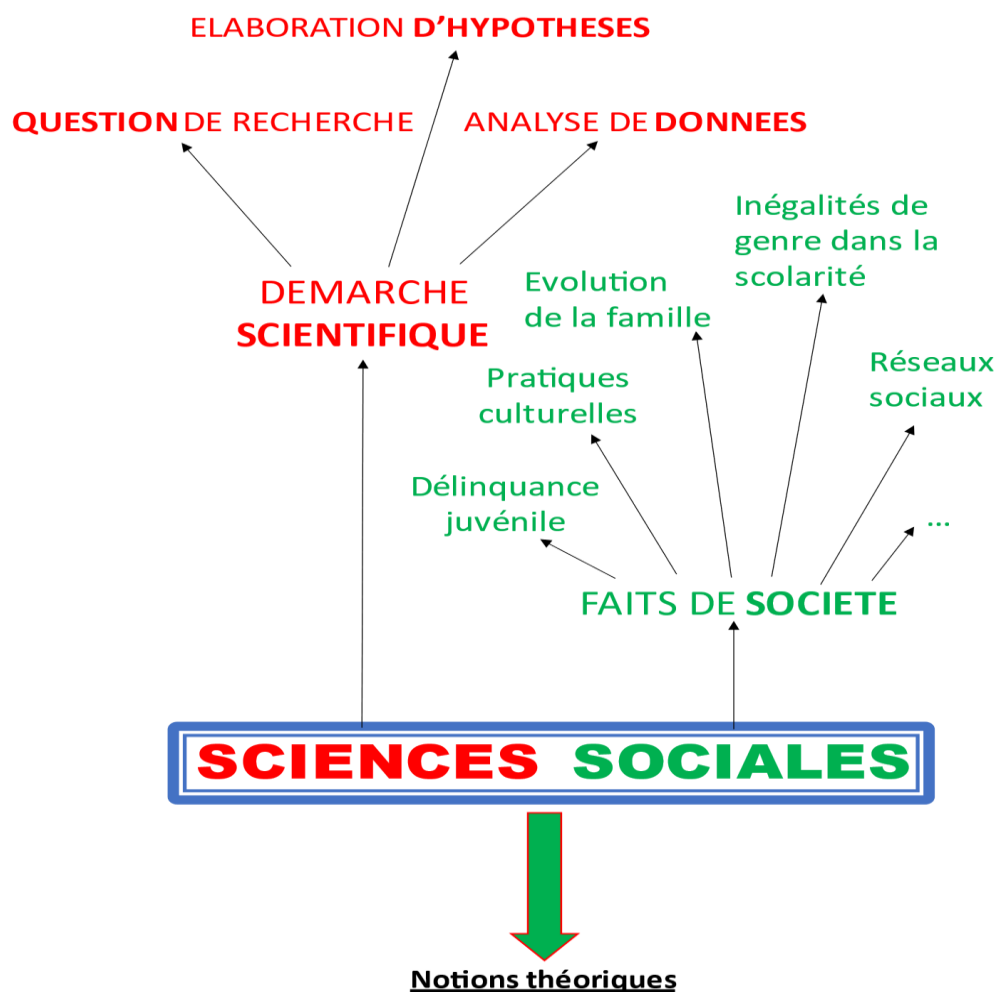 ELABORATION D’HYPOTHESES
QUESTION DE RECHERCHE
ANALYSE DE DONNEES
DEMARCHE
SCIENTIFIQUE
Inégalités de
genre dans la
scolarité
Evolution
de la famille
Réseaux
sociaux
Pratiques
culturelles
Délinquance
juvénile
...
FAITS DE SOCIETE
SCIENCES SOCIALES
Notions théoriques